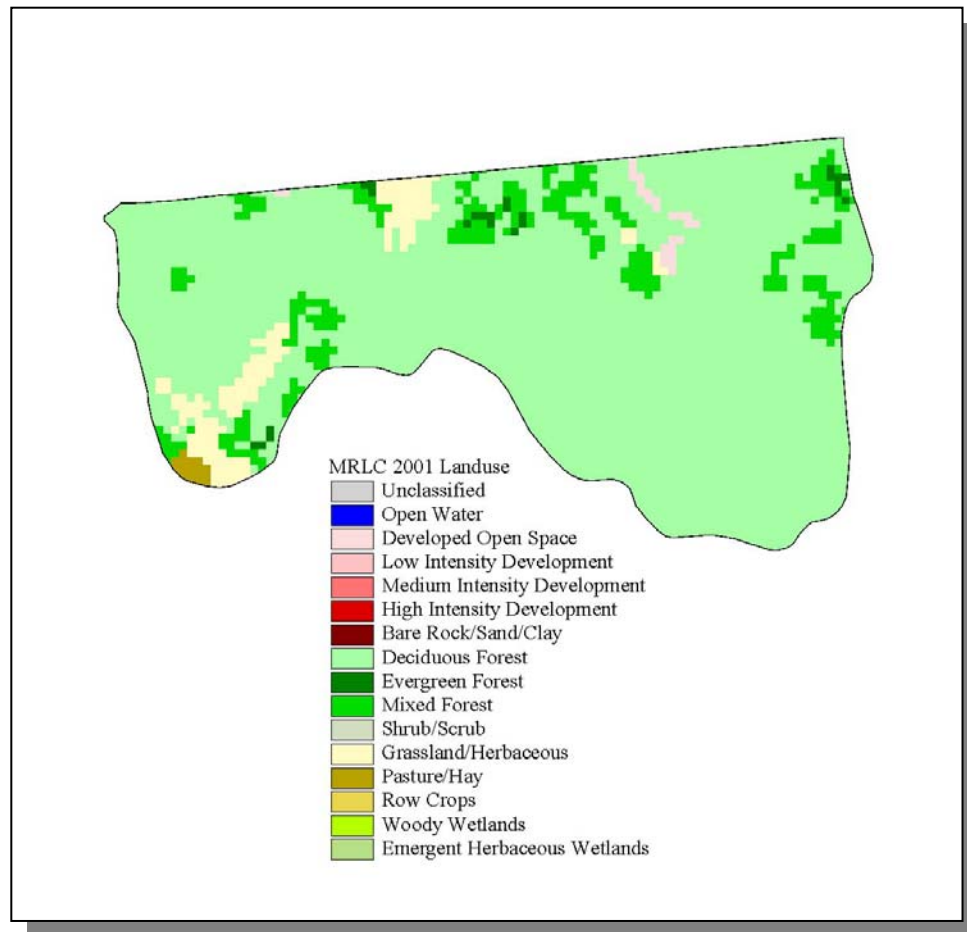 MRLC 2001 Landuse
Unclassified
Open Water
Developed Open Space
Low Intensity Development
Medium Intensity Development
High Intensity Development
Bare Rock/Sand/Clay
Deciduous Forest
Evergreen Forest
Mixed Forest
Shrub/Scrub
Grassland/Herbaceous
Pasture/Hay
Row Crops
Woody Wetlands
Emergent Herbaceous Wetlands